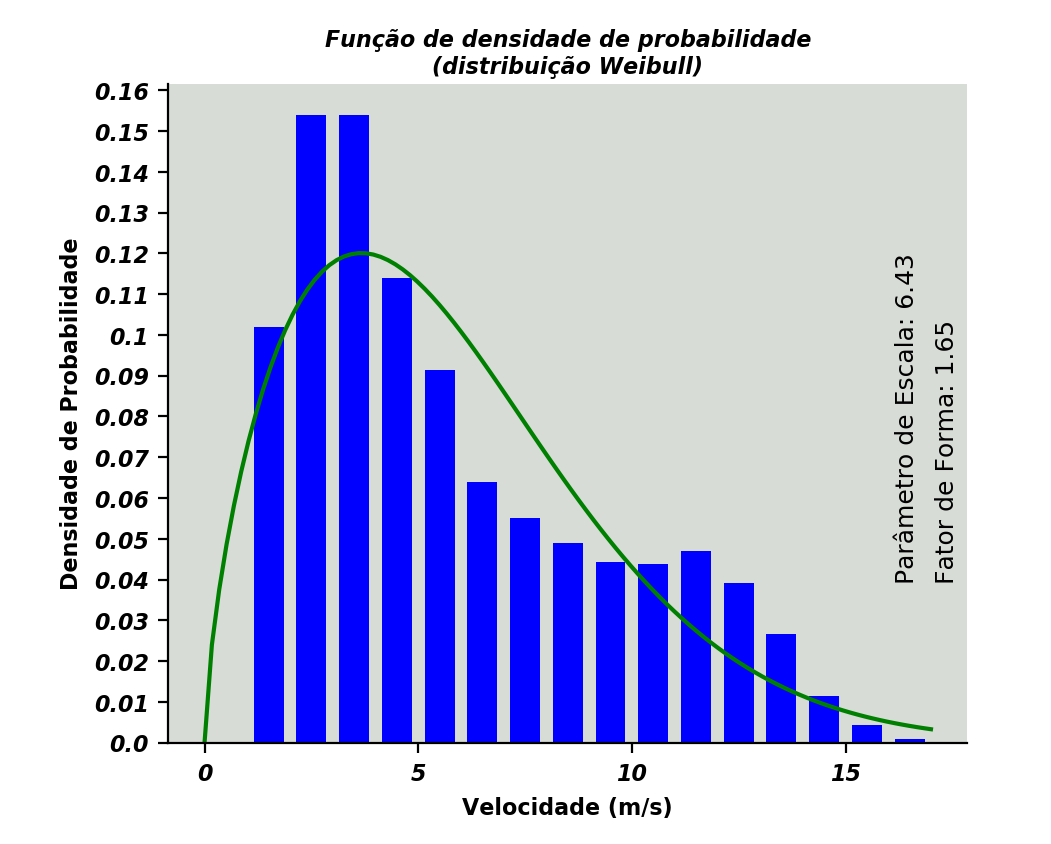 Função de densidade de probabilidade
(distribuição Weibull)
0.16
0.15
0.14
0.13
0.12
0.11
0.1
0.09
0.08
0.07
0.06
0.05
0.04
0.03
0.02
0.01
0.0
Densidade de Probabilidade
Parâmetro de Escala: 6.43
Fator de Forma: 1.65
0 5 10 15
Velocidade (m/s)